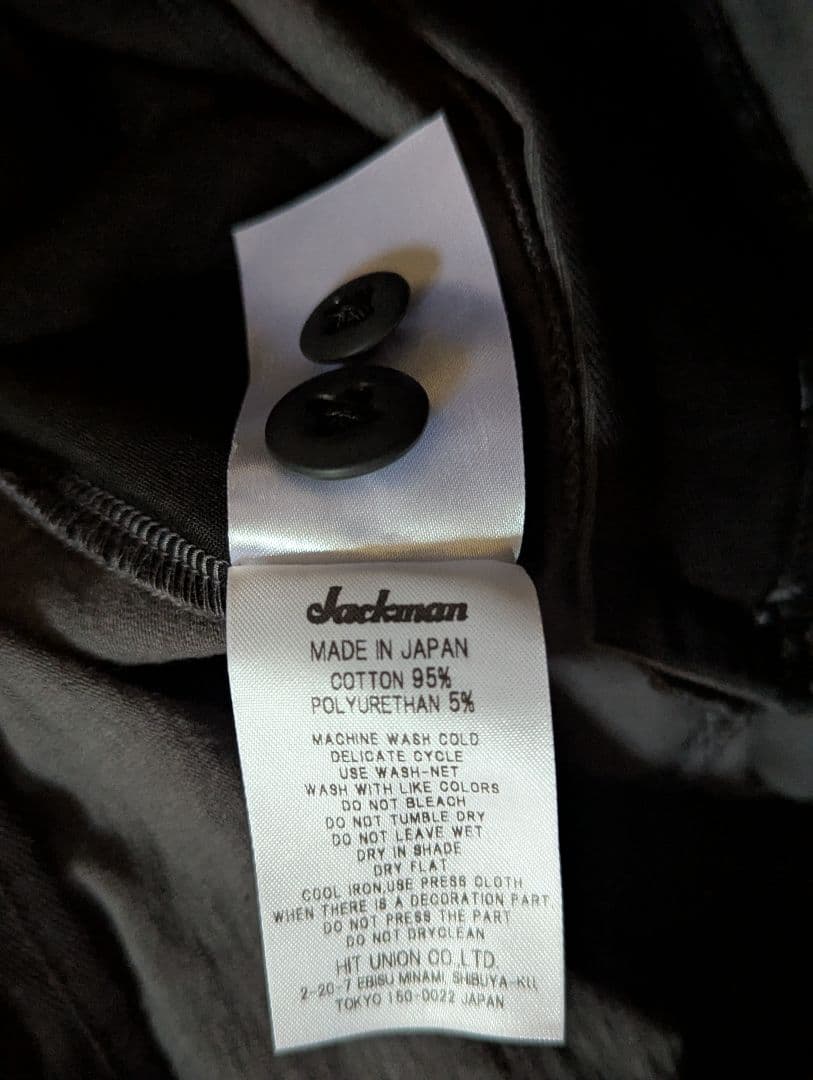 Jackman
MADE IN JAPAN
COTTON 95%
POLYURETHAN 5%
MACHINE WASH COLD
DELICATE CYCLE
USE WASH-NET
WASH WITH LIKE COLORS
DO NOT BLEACH
DO NOT TUMBLE DRY
DO NOT LEAVE WET
DRY IN SHADE
DRY FLAT
COOL IRON,USE PRESS CLOTH
WHEN THERE IS A DECORATION PART
DO NOT PRESS THE PART
DO NOT DRYCLEAN
HIT UNION CO.,LTD.
2-20-7 EBISU MINAMI, SHIBUYA-KU,
TOKYO 150-0022 JAPAN